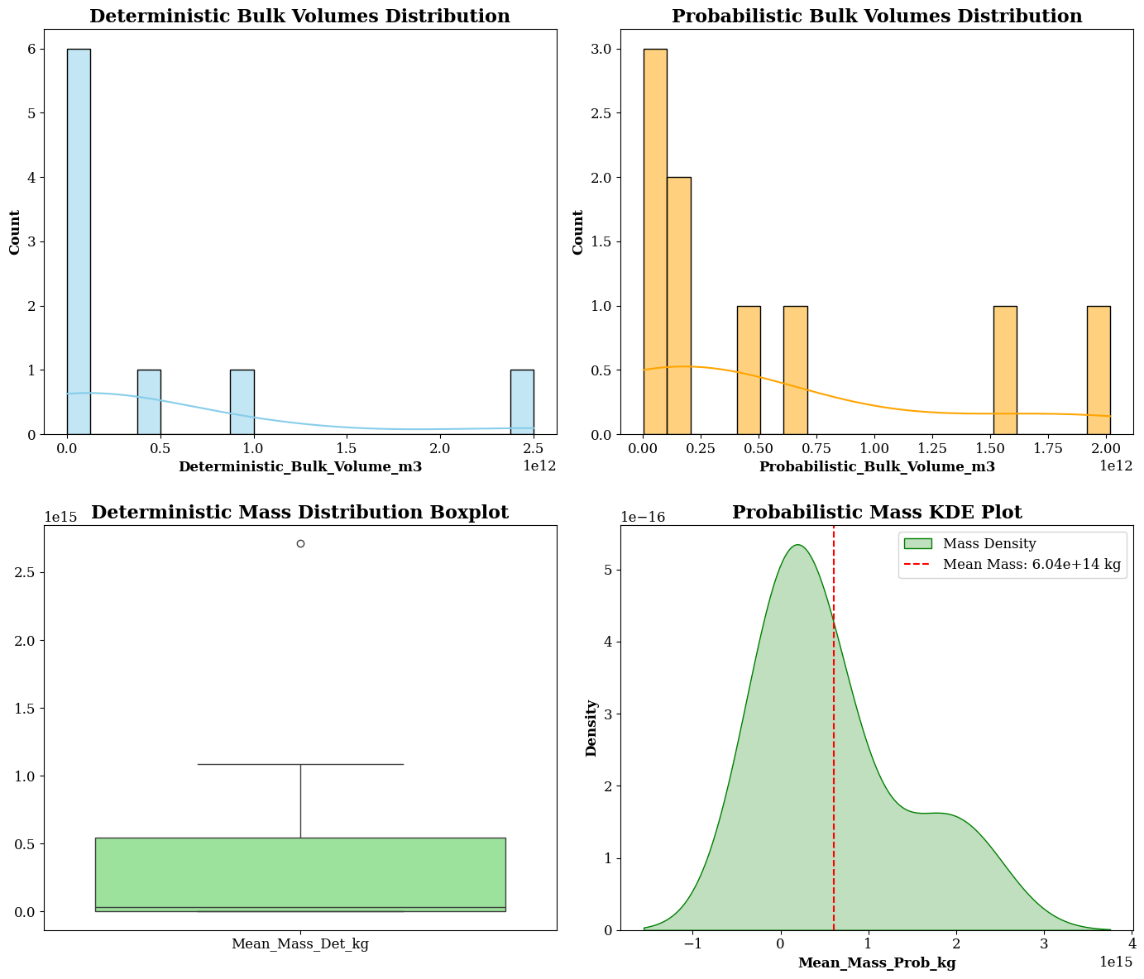 Deterministic Bulk Volumes Distribution
6
5
4
3
2
1
0
Count
0.0 0.5 1.0 1.5 2.0 2.5
1e12
Deterministic_Bulk_Volume_m3
Probabilistic Bulk Volumes Distribution
3.0
2.5
2.0
1.5
1.0
0.5
0.0
Count
0.00 0.25 0.50 0.75 1.00 1.25 1.50 1.75 2.00
1e12
Probabilistic_Bulk_Volume_m3
Deterministic Mass Distribution Boxplot
1e15
2.5
2.0
1.5
1.0
0.5
0.0
Mean_Mass_Det_kg
Probabilistic Mass KDE Plot
1e−16
Mass Density
Mean Mass: 6.04e+14 kg
5
4
3
2
1
0
Density
−1 0 1 2 3 4
1e15
Mean_Mass_Prob_kg